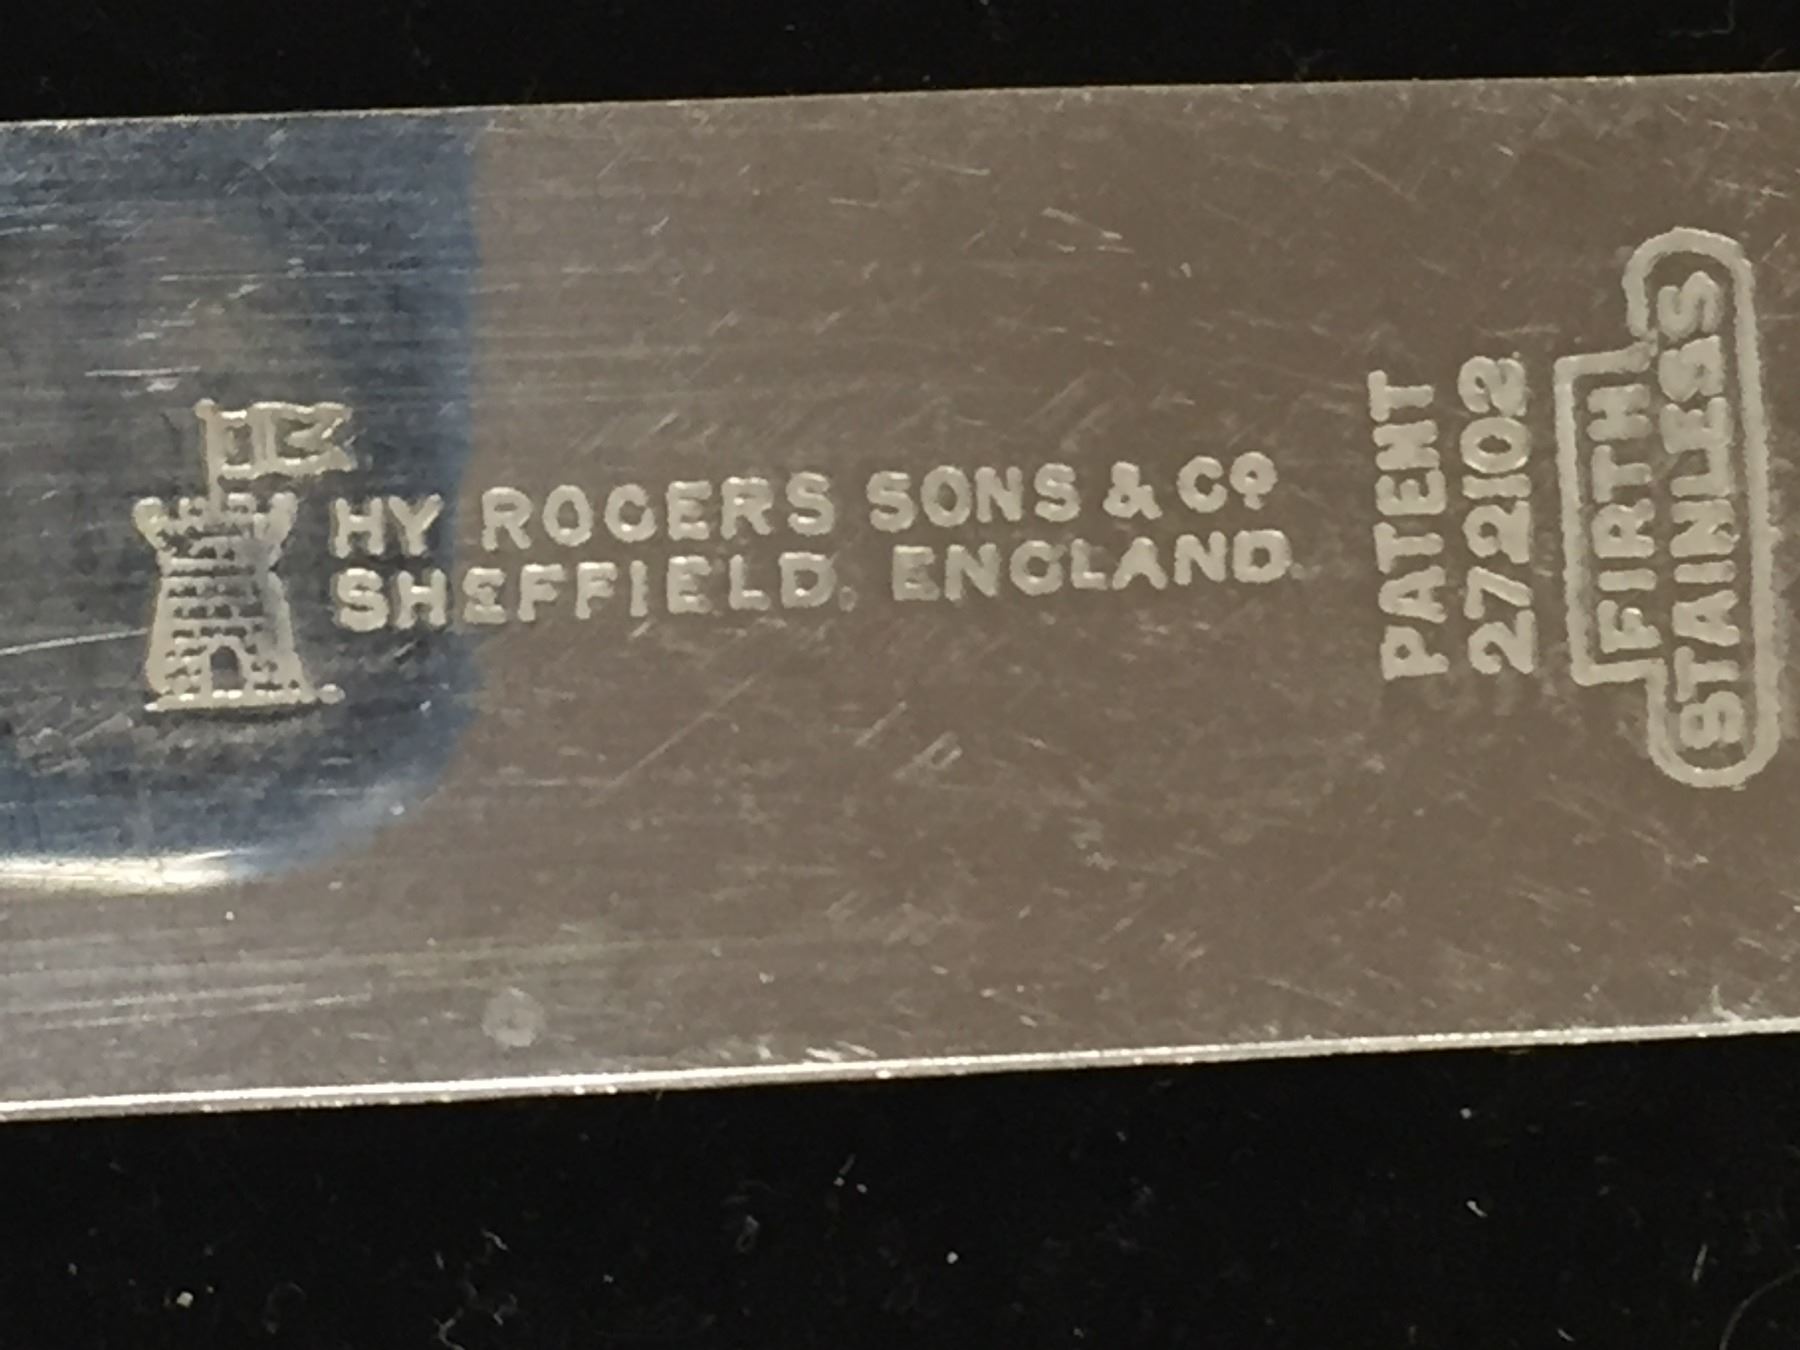 HY ROGERS SONS & Cº
SHEFFIELD. ENGLAND.
PATENT
272102
FIRTH
STAINLESS